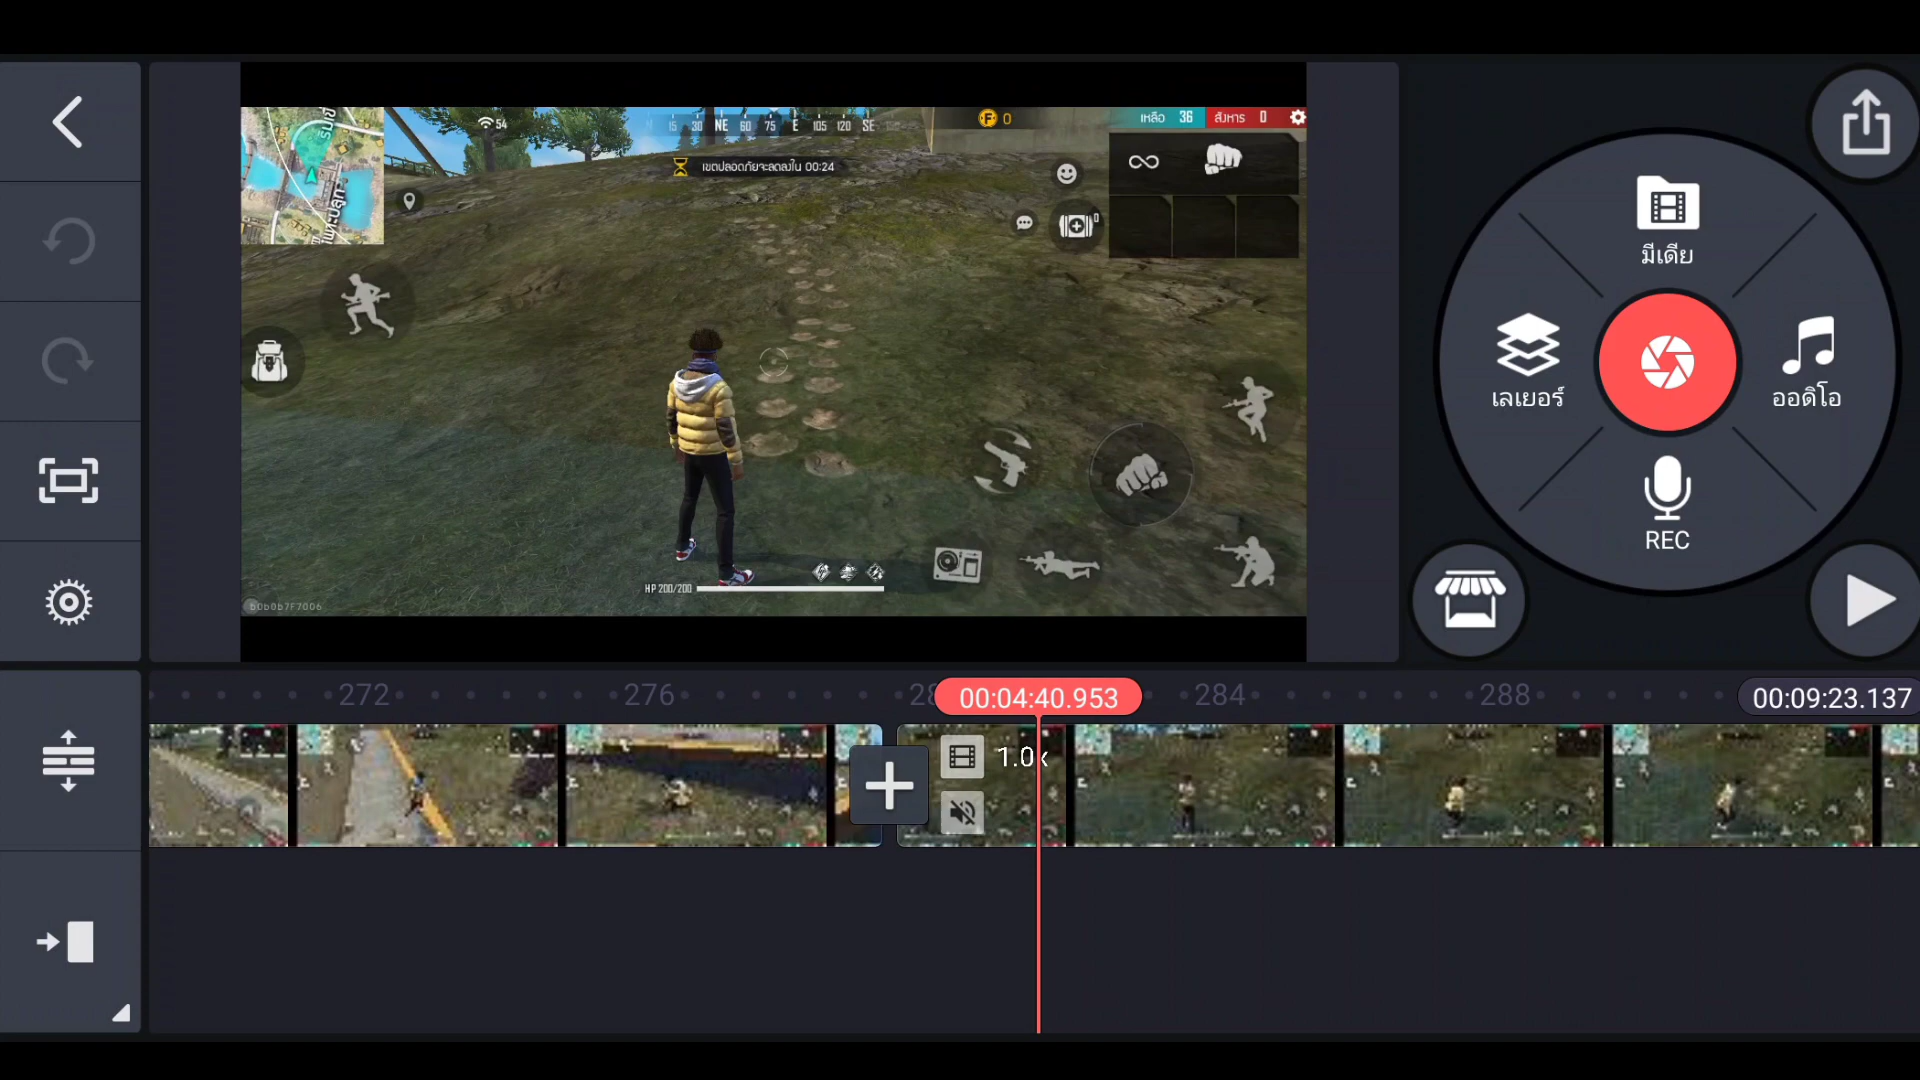 54
15 30 NE 60 75 E 105 120 SE
0
เหลือ 36 สังหาร 0
เขตปลอดภัยจะลดลงใน 00:24
0
HP 200/200
มีเดีย
เลเยอร์
ออดิโอ
REC
272
276
00:04:40.953
284
288
00:09:23.137
1.0x